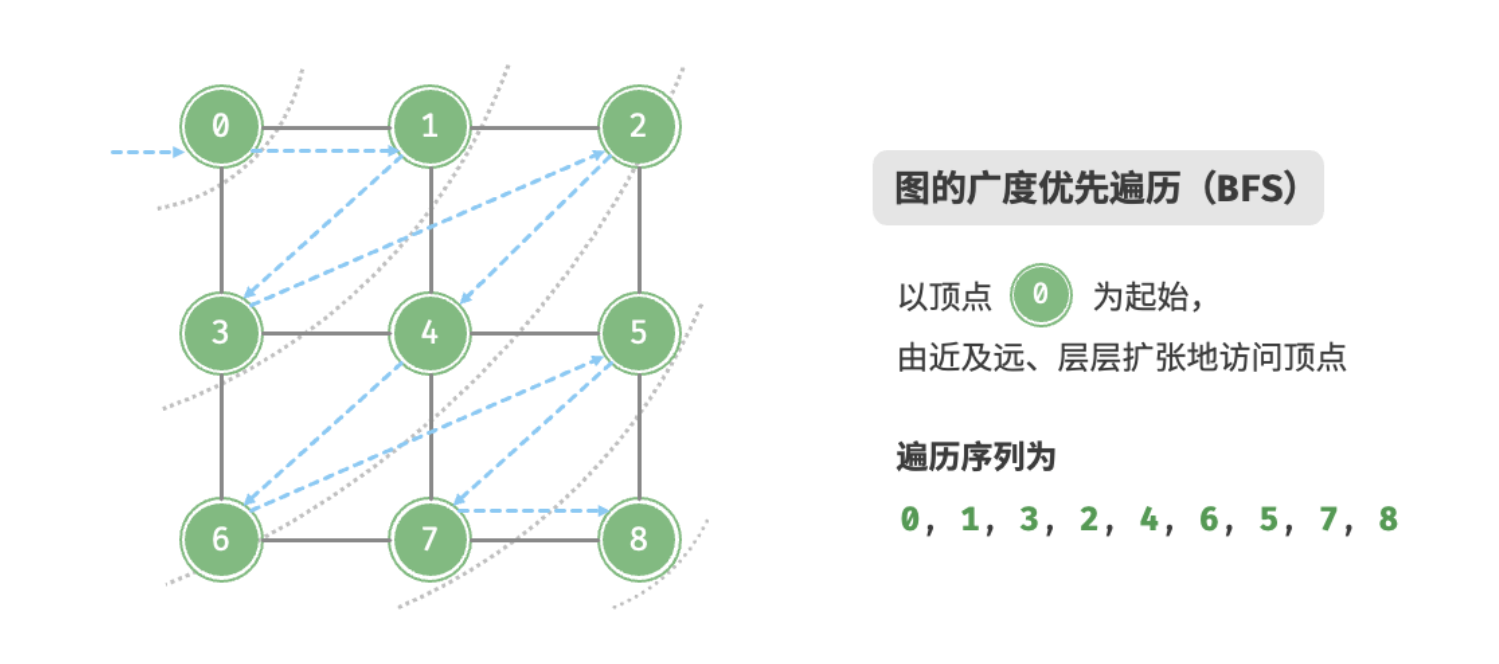 0 1 2
3 4 5
6 7 8
图的广度优先遍历（BFS）
以顶点 0 为起始，
由近及远、层层扩张地访问顶点
遍历序列为
0, 1, 3, 2, 4, 6, 5, 7, 8